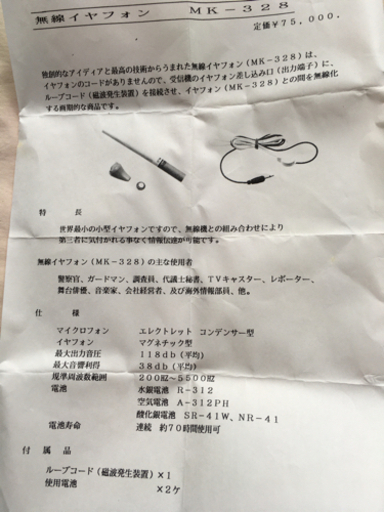 無線イヤフォン　MK－328
定価￥75,000.
独創的なアイディアと最高の技術からうまれた無線イヤフォン(MK－328)は、
イヤフォンのコードがありませんので、受信機のイヤフォン差し込み口(出力端子)に、
ループコード(磁波発生装置)を接続させ、イヤフォン(MK－328)との間を無線化
する画期的な商品です。
特　長
世界最小の小型イヤフォンですので、無線機との組み合わせにより
第三者に気付かれる事なく情報伝達が可能です。
無線イヤフォン(MK－328)の主な使用者
警察官、ガードマン、調査員、代議士秘書、TVキャスター、レポーター、
舞台俳優、音楽家、会社経営者、及び海外情報部員、他。
仕　様
マイクロフォン　エレクトレット　コンデンサー型
イヤフォン　マグネチック型
最大出力音圧　118db(平均)
最大音響利得　38db(平均)
規準周波数範囲　200HZ～5500HZ
電池　水銀電池　R－312
空気電池　A－312PH
酸化銀電池　SR－41W、NR－41
電池寿命　連続　約70時間使用可
付属品
ループコード(磁波発生装置)×1
使用電池　×2ケ